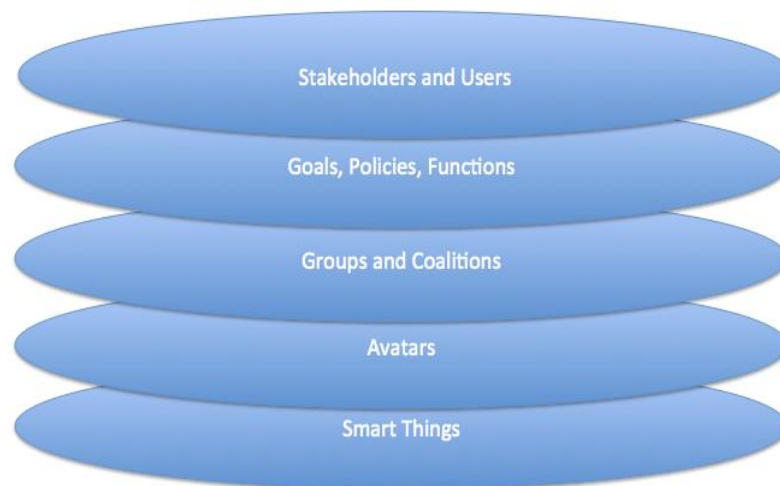 Stakeholders and Users
Goals, Policies, Functions
Groups and Coalitions
Avatars
Smart Things